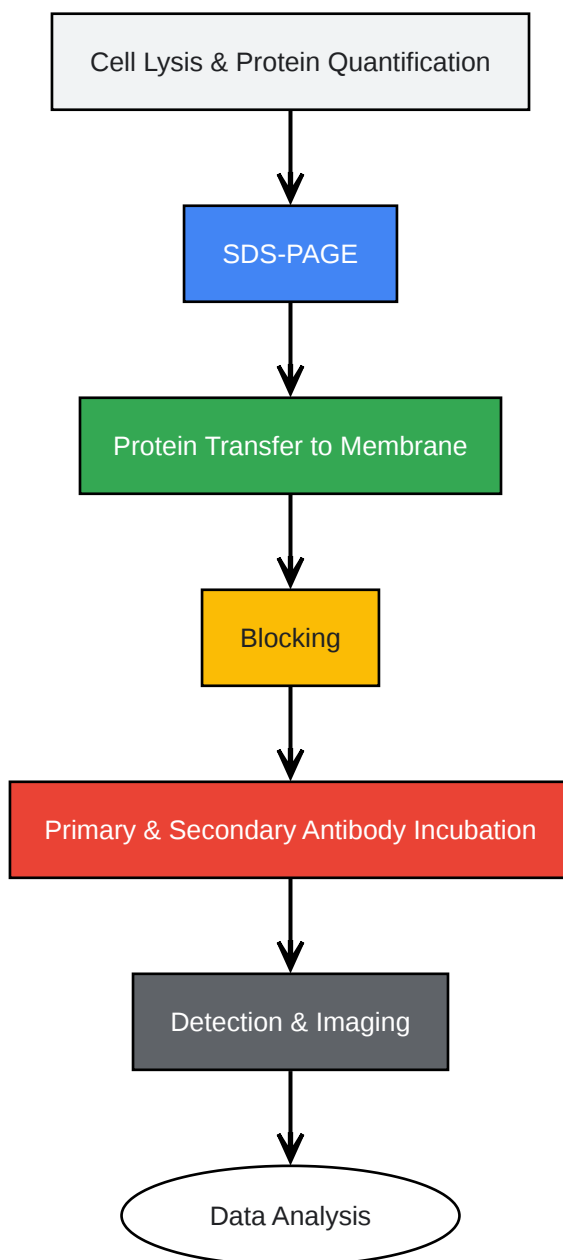 Cell Lysis & Protein Quantification
SDS-PAGE
Protein Transfer to Membrane
Blocking
Primary & Secondary Antibody Incubation
Detection & Imaging
Data Analysis